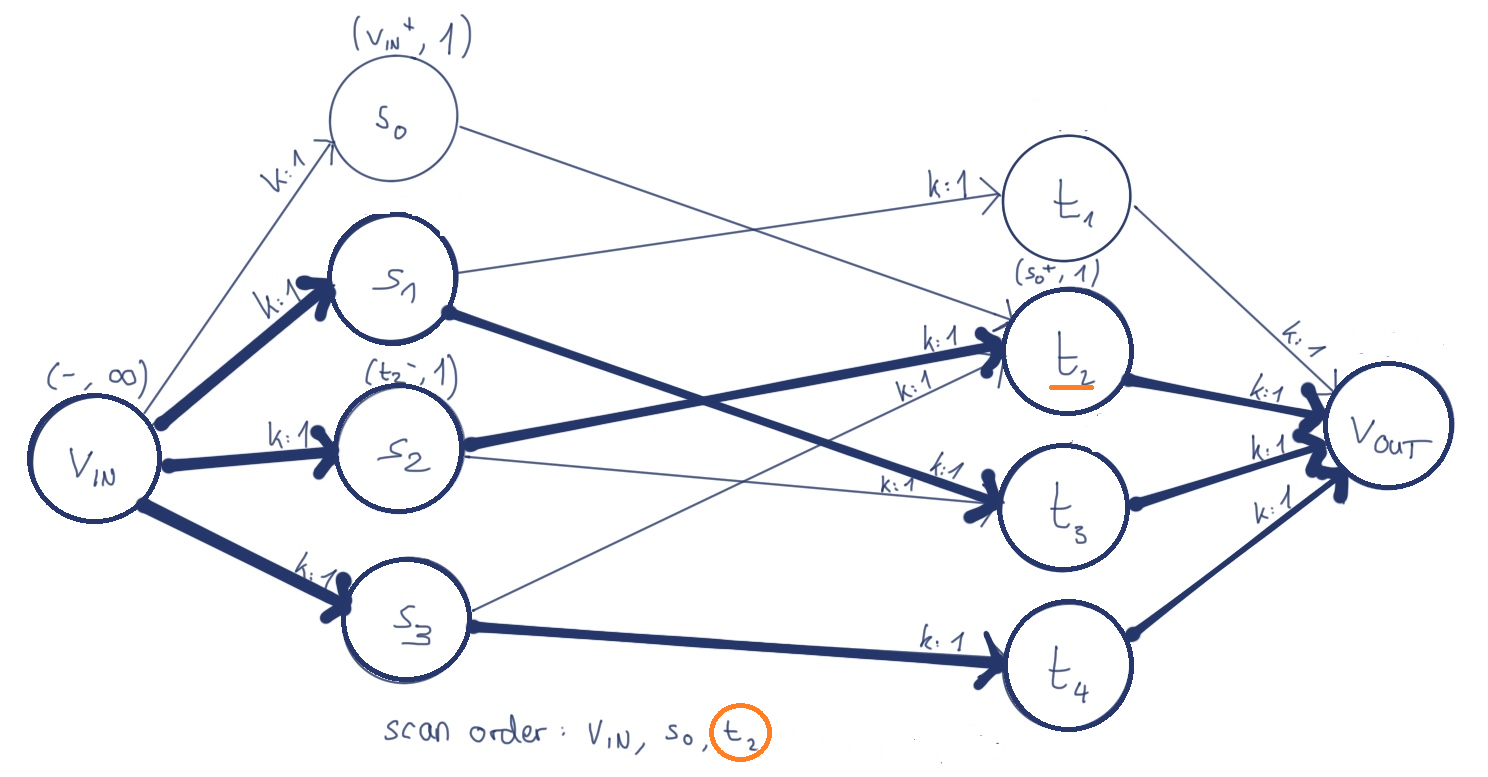 (V_IN^+, 1)
s_0
k:1
k:1
t_1
s_1
(s_0^+, 1)
k:1
k:1
k:1
t_2
(-, ∞)
(t_2^-, 1)
k:1
k:1
V_IN
k:1
s_2
V_OUT
k:1
k:1
k:1
t_3
k:1
k:1
s_3
k:1
t_4
scan order: V_IN, s_0, t_2